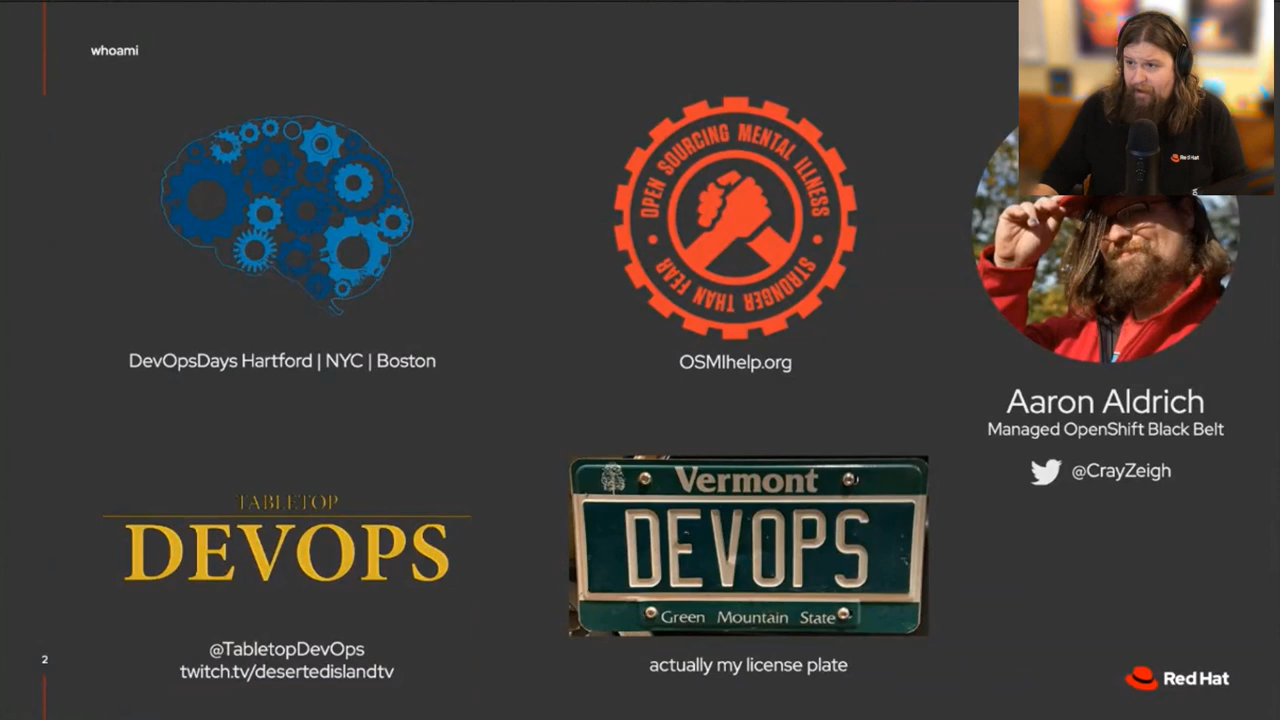 whoami
Red Hat
OPEN SOURCING MENTAL ILLNESS
STRONGER THAN FEAR
DevOpsDays Hartford | NYC | Boston
OSMIhelp.org
Aaron Aldrich
Managed OpenShift Black Belt
@CrayZeigh
TABLETOP
DEVOPS
Vermont
DEVOPS
Green Mountain State
@TabletopDevOps
twitch.tv/desertedislandtv
actually my license plate
2
Red Hat